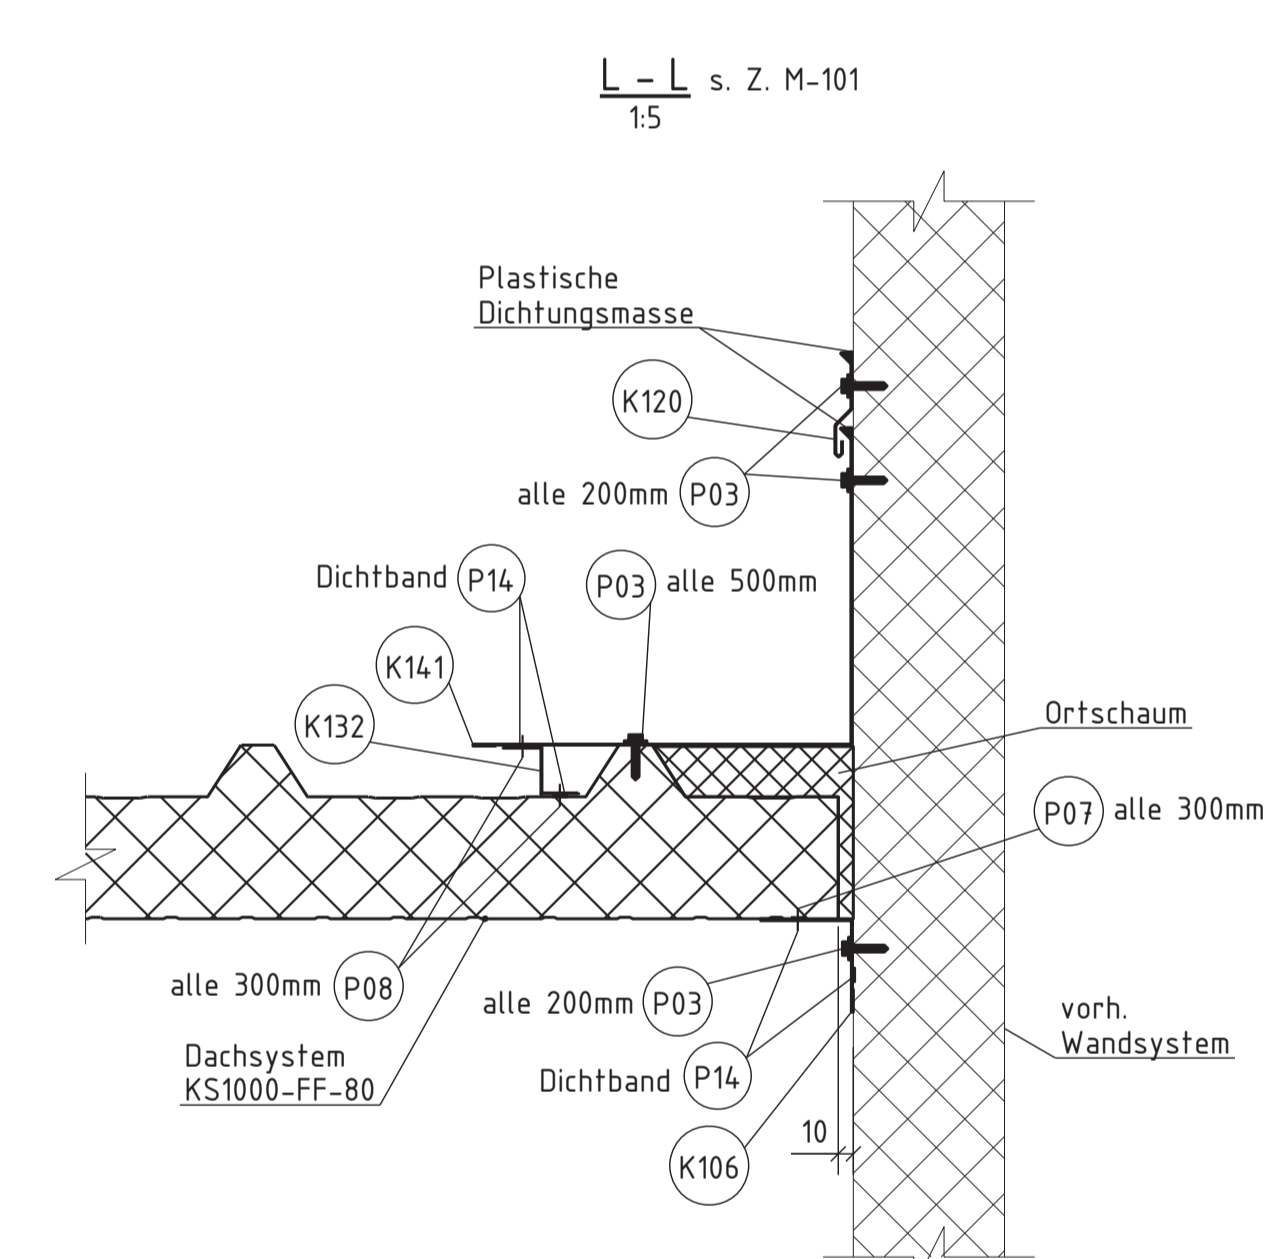 L - L s. Z. M-101
1:5
Plastische
Dichtungsmasse
K120
alle 200mm P03
Dichtband P14
P03 alle 500mm
K141
K132
Ortschaum
P07 alle 300mm
alle 300mm P08
alle 200mm P03
vorh.
Wandsystem
Dachsystem
KS1000-FF-80
Dichtband P14
10
K106